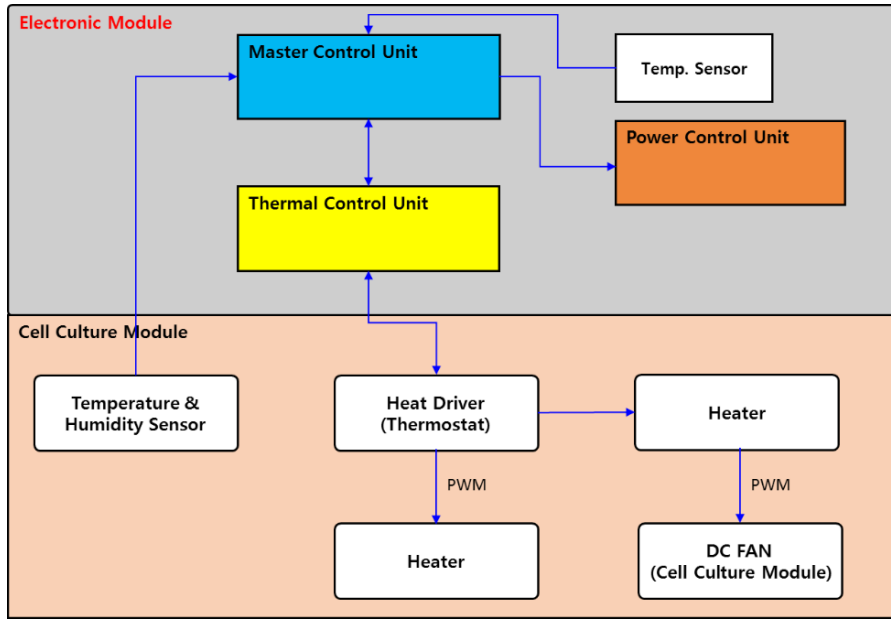 Electronic Module
Master Control Unit
Temp. Sensor
Power Control Unit
Thermal Control Unit
Cell Culture Module
Temperature &
Humidity Sensor
Heat Driver
(Thermostat)
Heater
PWM
PWM
Heater
DC FAN
(Cell Culture Module)